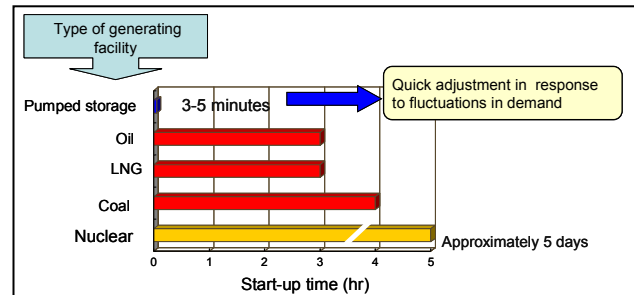 Type of generating
facility
Quick adjustment in response
to fluctuations in demand
Pumped storage
3-5 minutes
Oil
LNG
Coal
Nuclear
Approximately 5 days
0 1 2 3 4 5
Start-up time (hr)